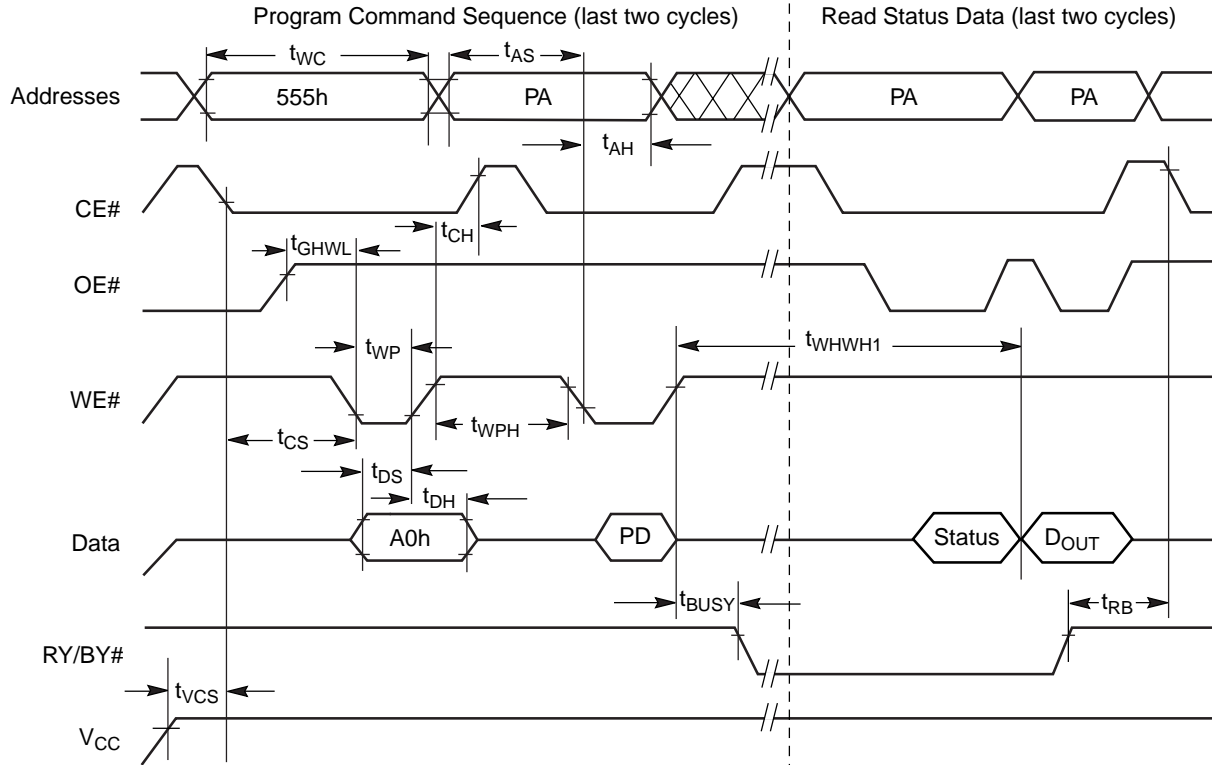 Program Command Sequence (last two cycles) Read Status Data (last two cycles)
tWC tAS
Addresses 555h PA PA PA
tAH
CE#
tGHWL tCH
OE#
tWP tWHWH1
WE#
tCS tWPH
tDS
tDH
Data A0h PD Status DOUT
tBUSY tRB
RY/BY#
tVCS
VCC